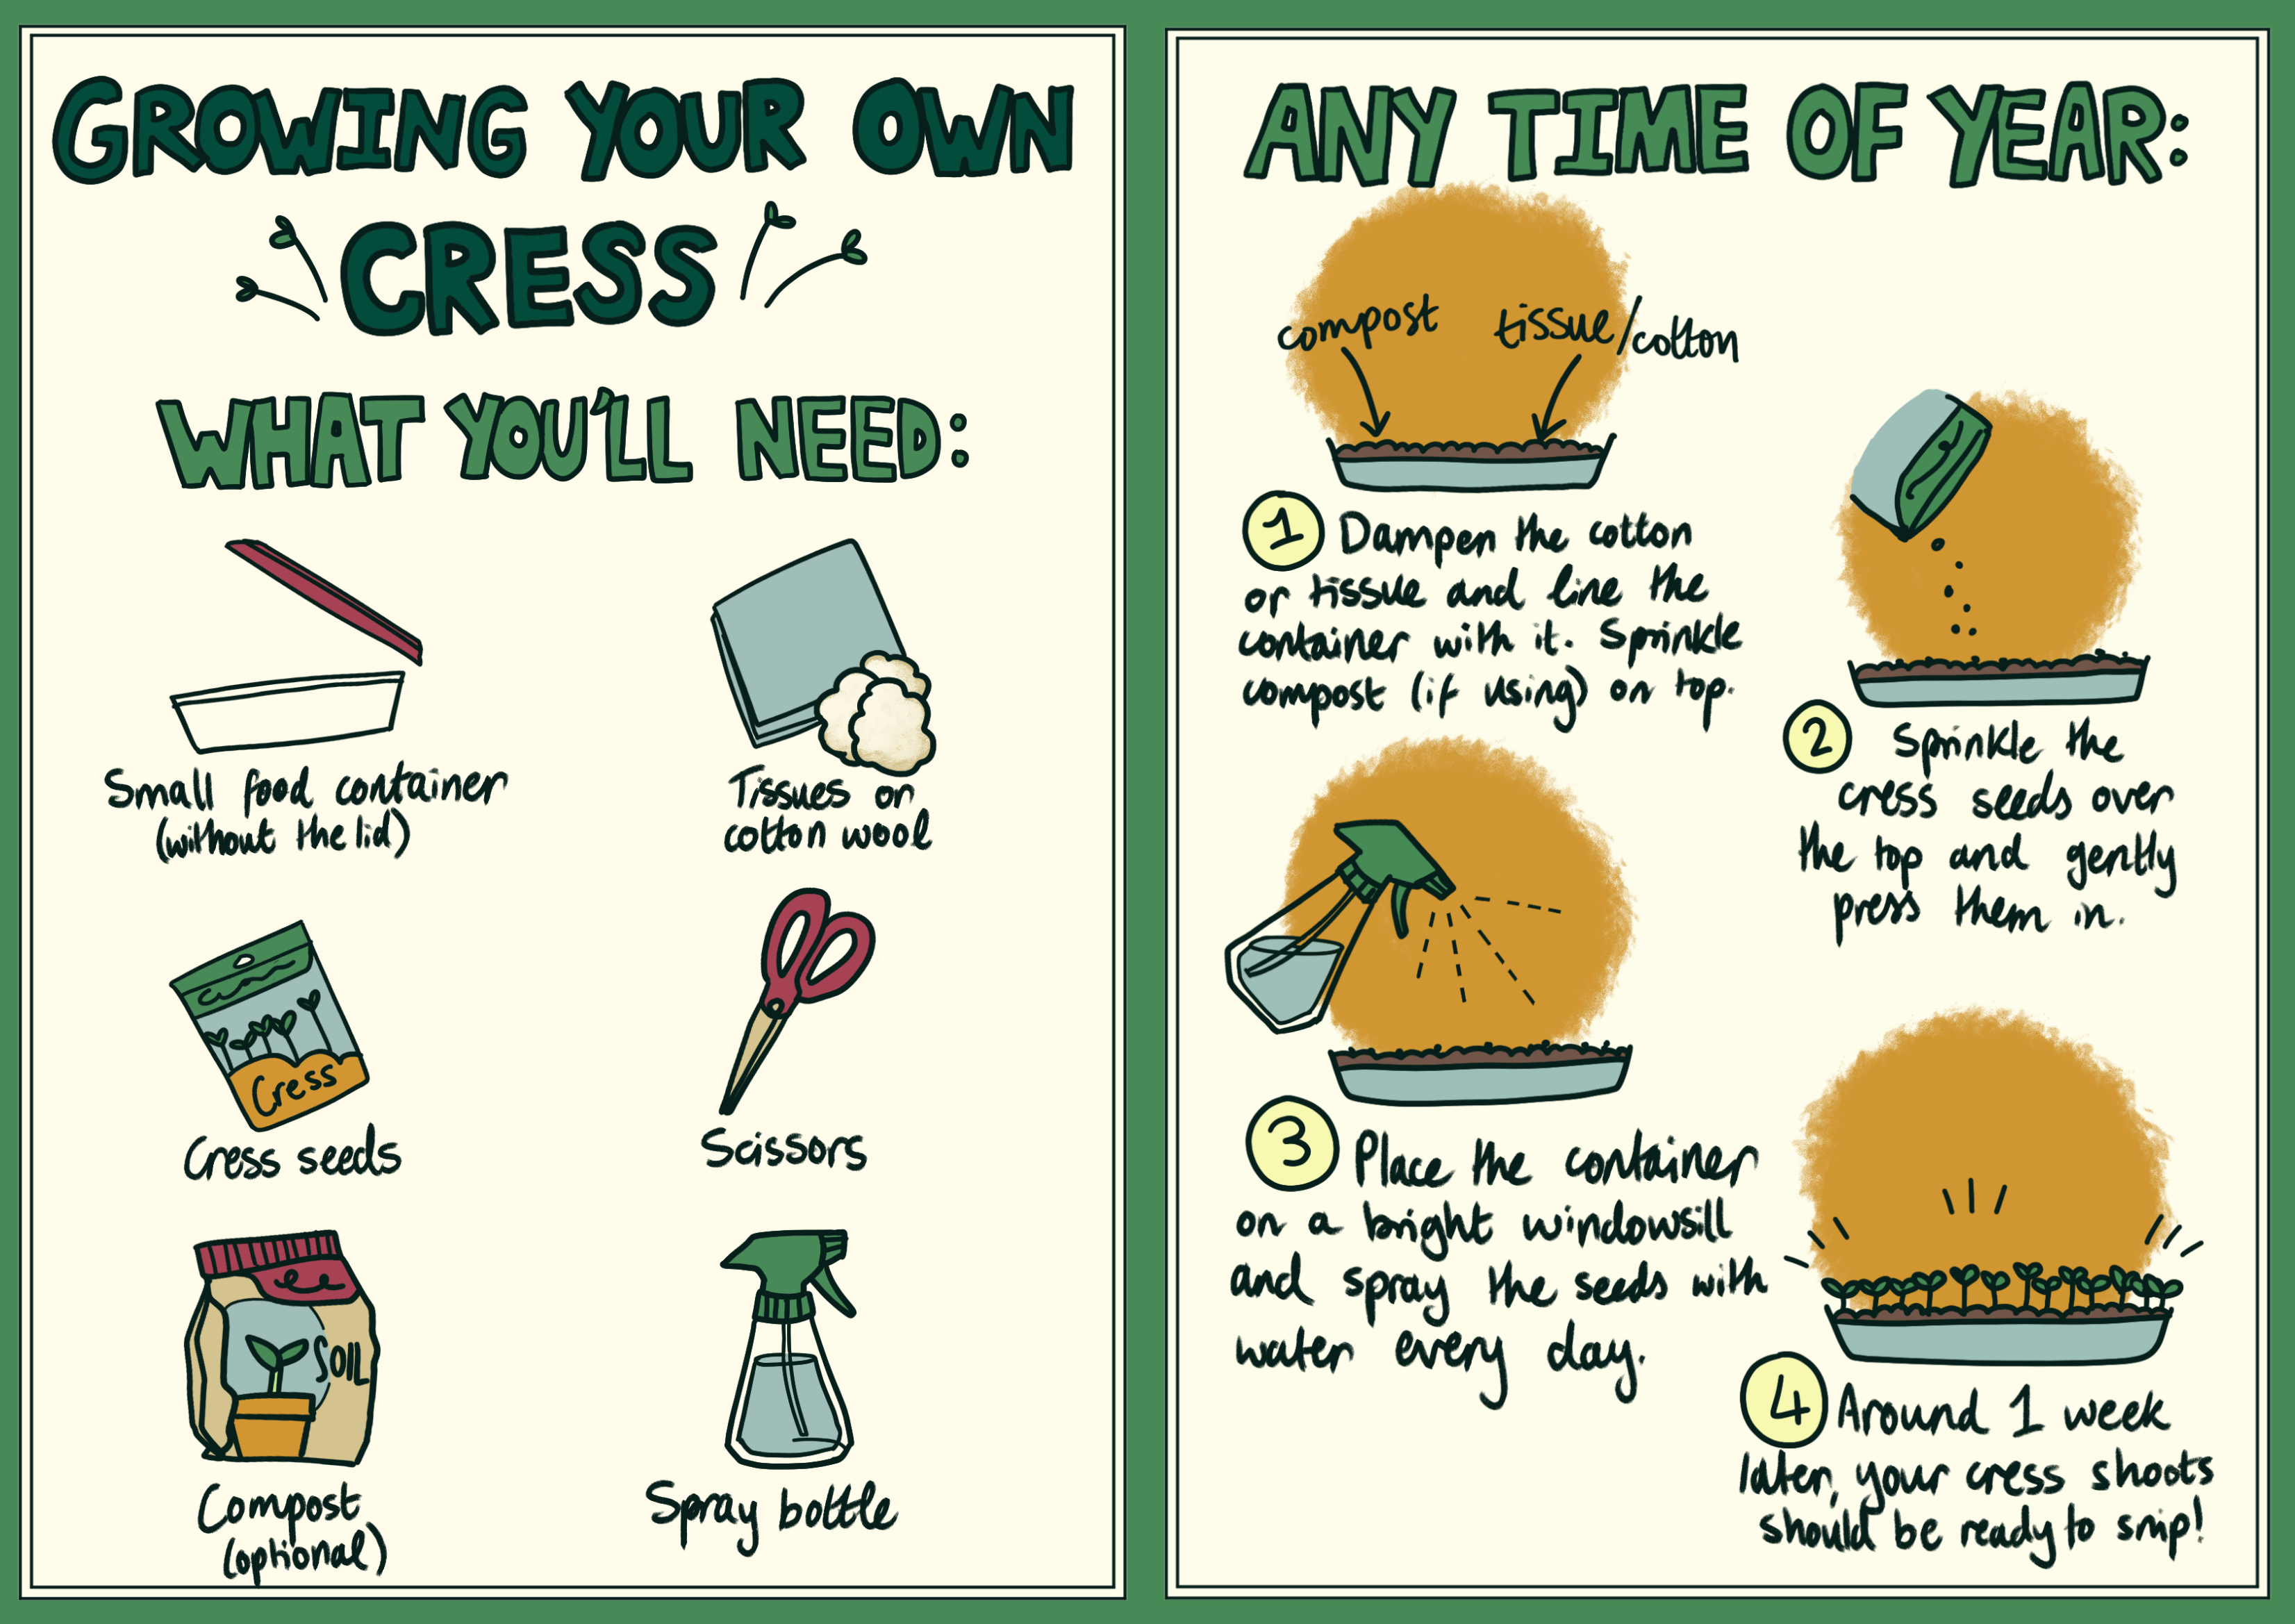 GROWING YOUR OWN
CRESS
WHAT YOU'LL NEED:
Small food container
(without the lid)
Tissues or
cotton wool
Cress
Cress seeds
Scissors
SOIL
Compost
(optional)
Spray bottle
ANY TIME OF YEAR:
compost
tissue/cotton
1 Dampen the cotton
or tissue and line the
container with it. Sprinkle
compost (if using) on top.
2 Sprinkle the
cress seeds over
the top and gently
press them in.
3 Place the container
on a bright windowsill
and spray the seeds with
water every day.
4 Around 1 week
later, your cress shoots
should be ready to snip!